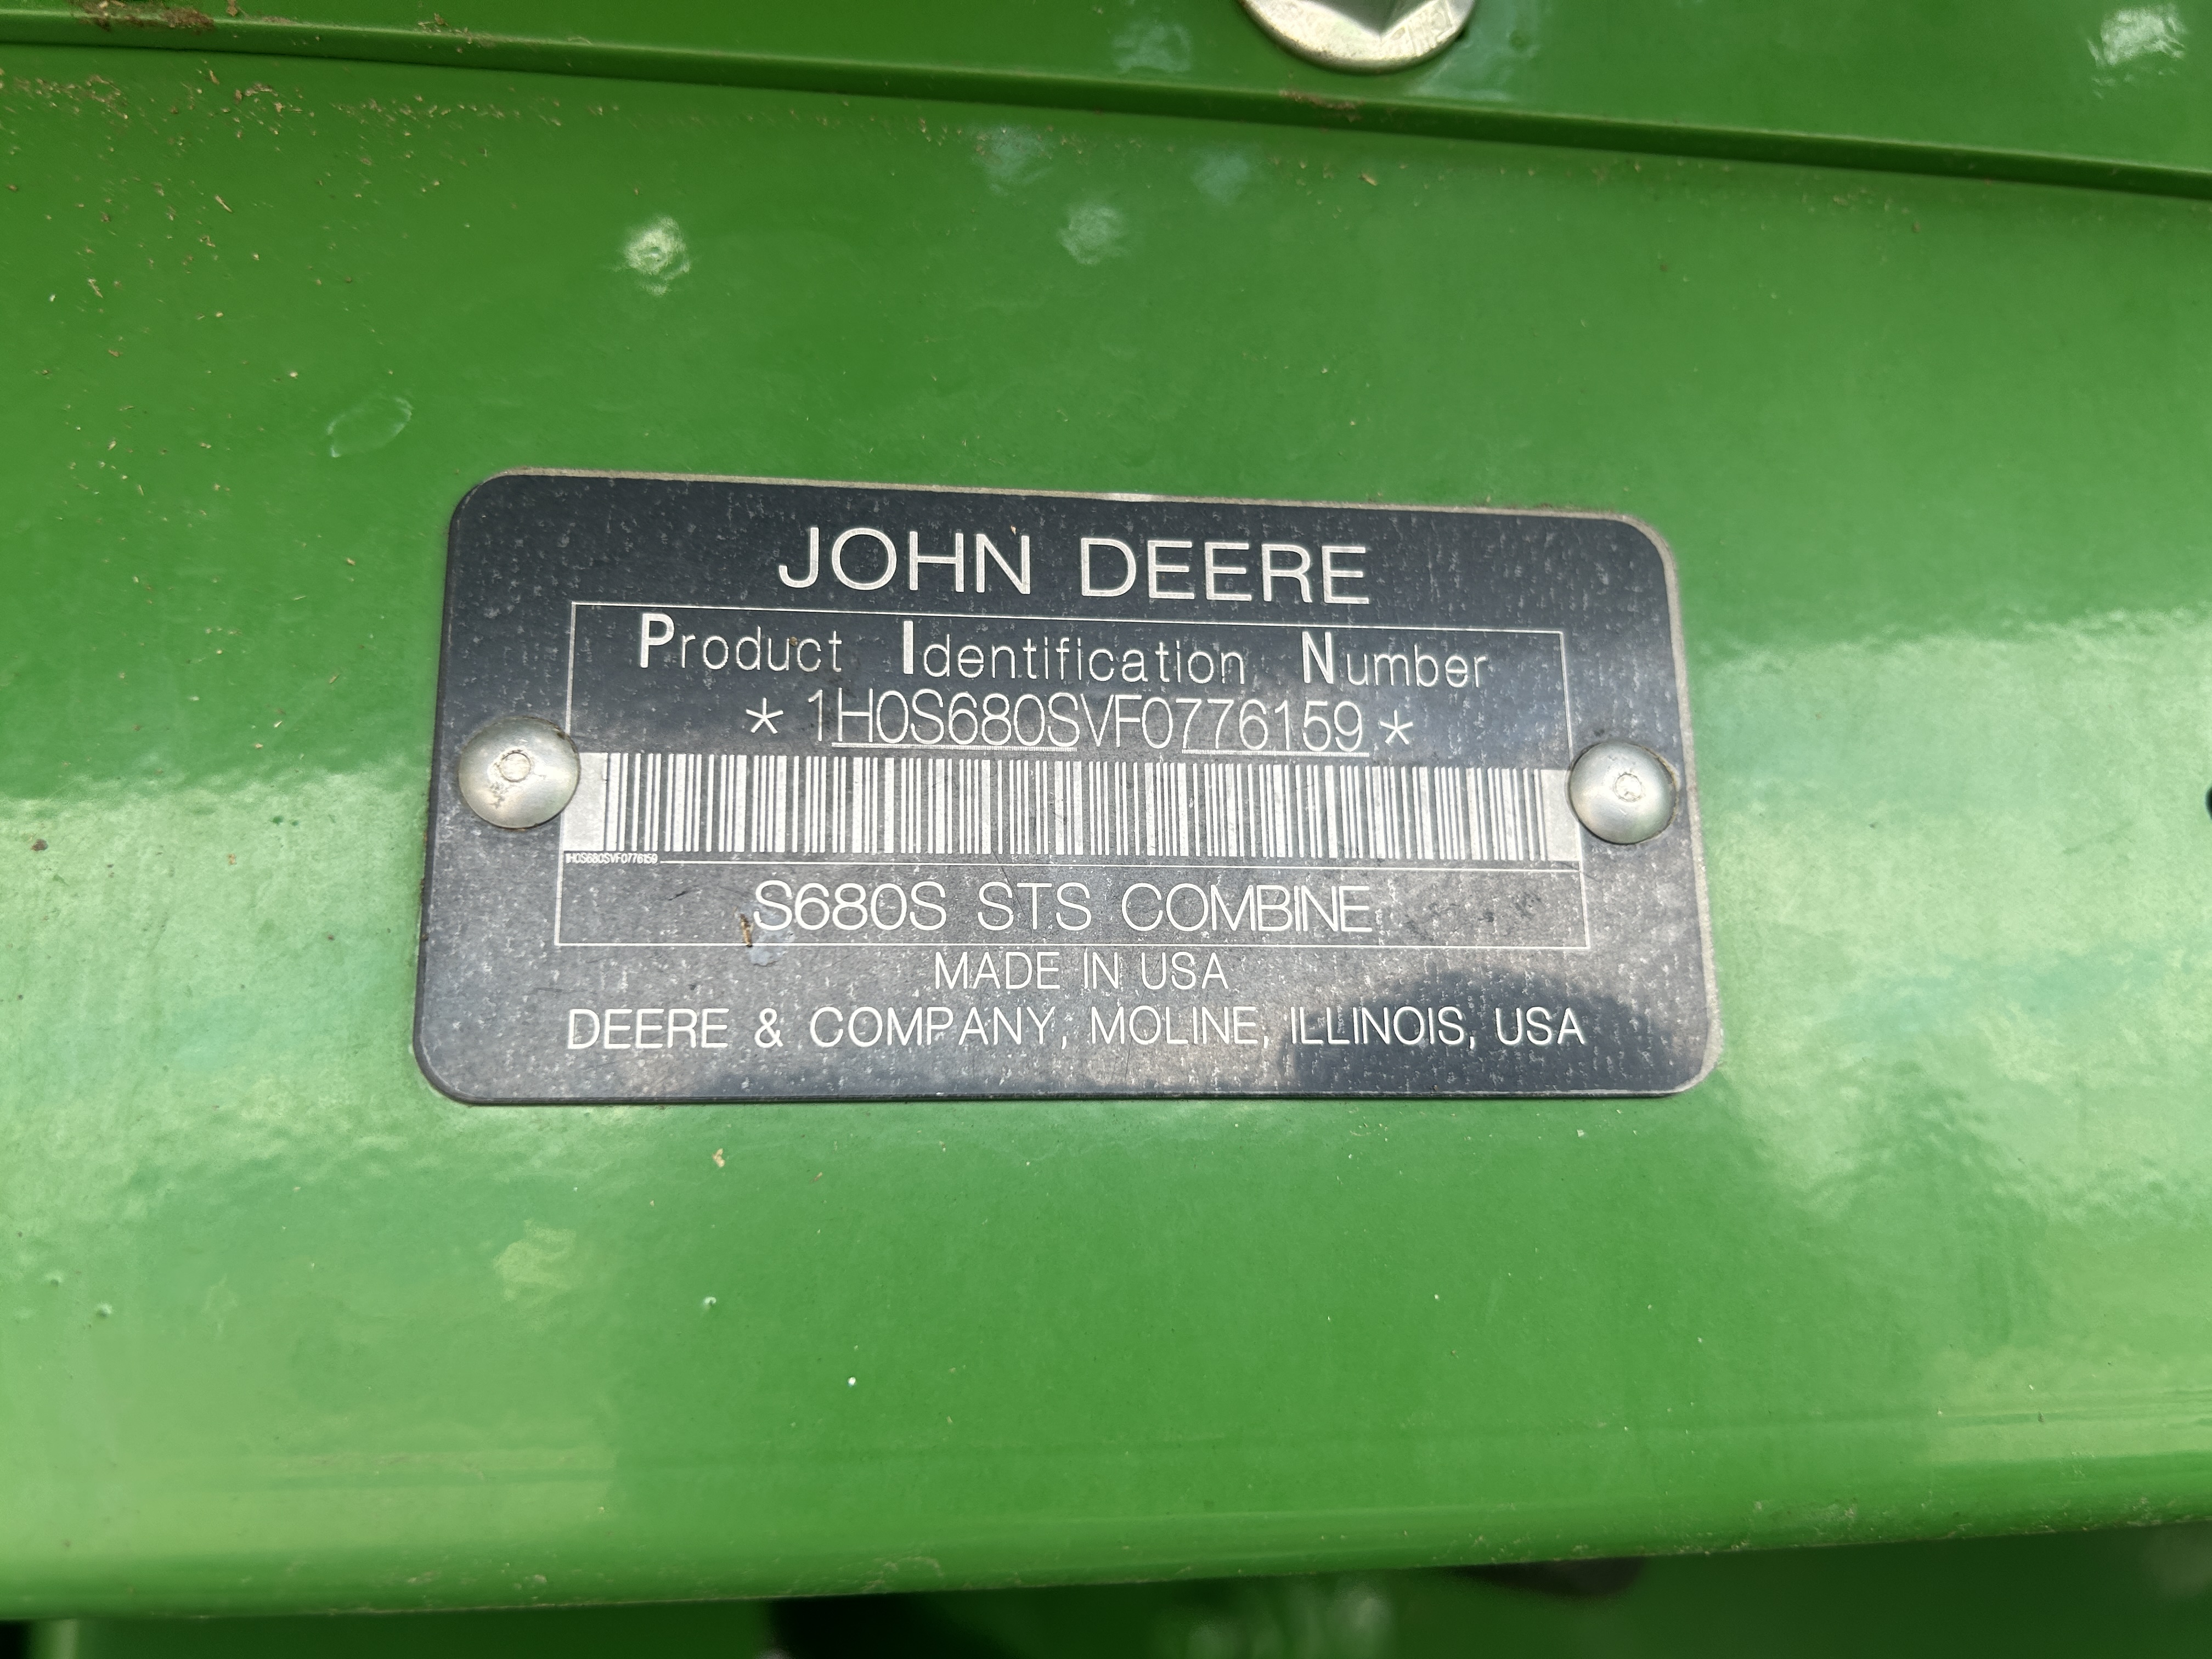 JOHN DEERE
Product Identification Number
*1H0S680SVF0776159*
1H0S680SVF0776159
S680S STS COMBINE
MADE IN USA
DEERE & COMPANY, MOLINE, ILLINOIS, USA